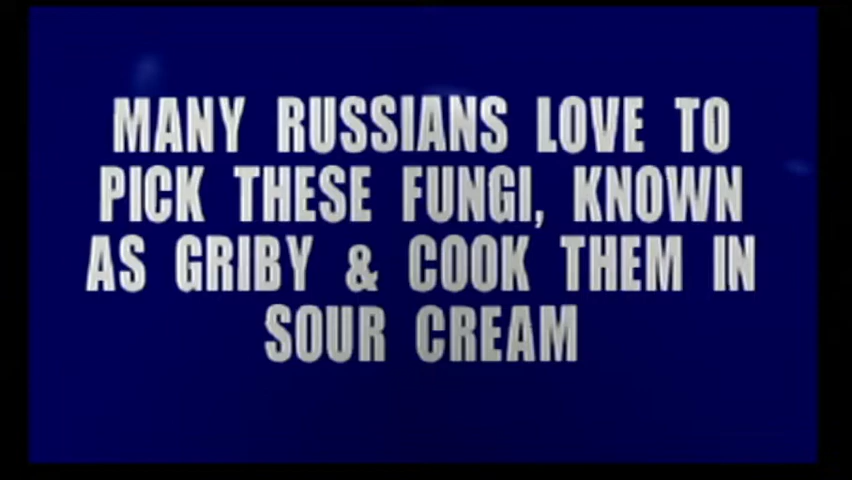 MANY RUSSIANS LOVE TO
PICK THESE FUNGI, KNOWN
AS GRIBY & COOK THEM IN
SOUR CREAM